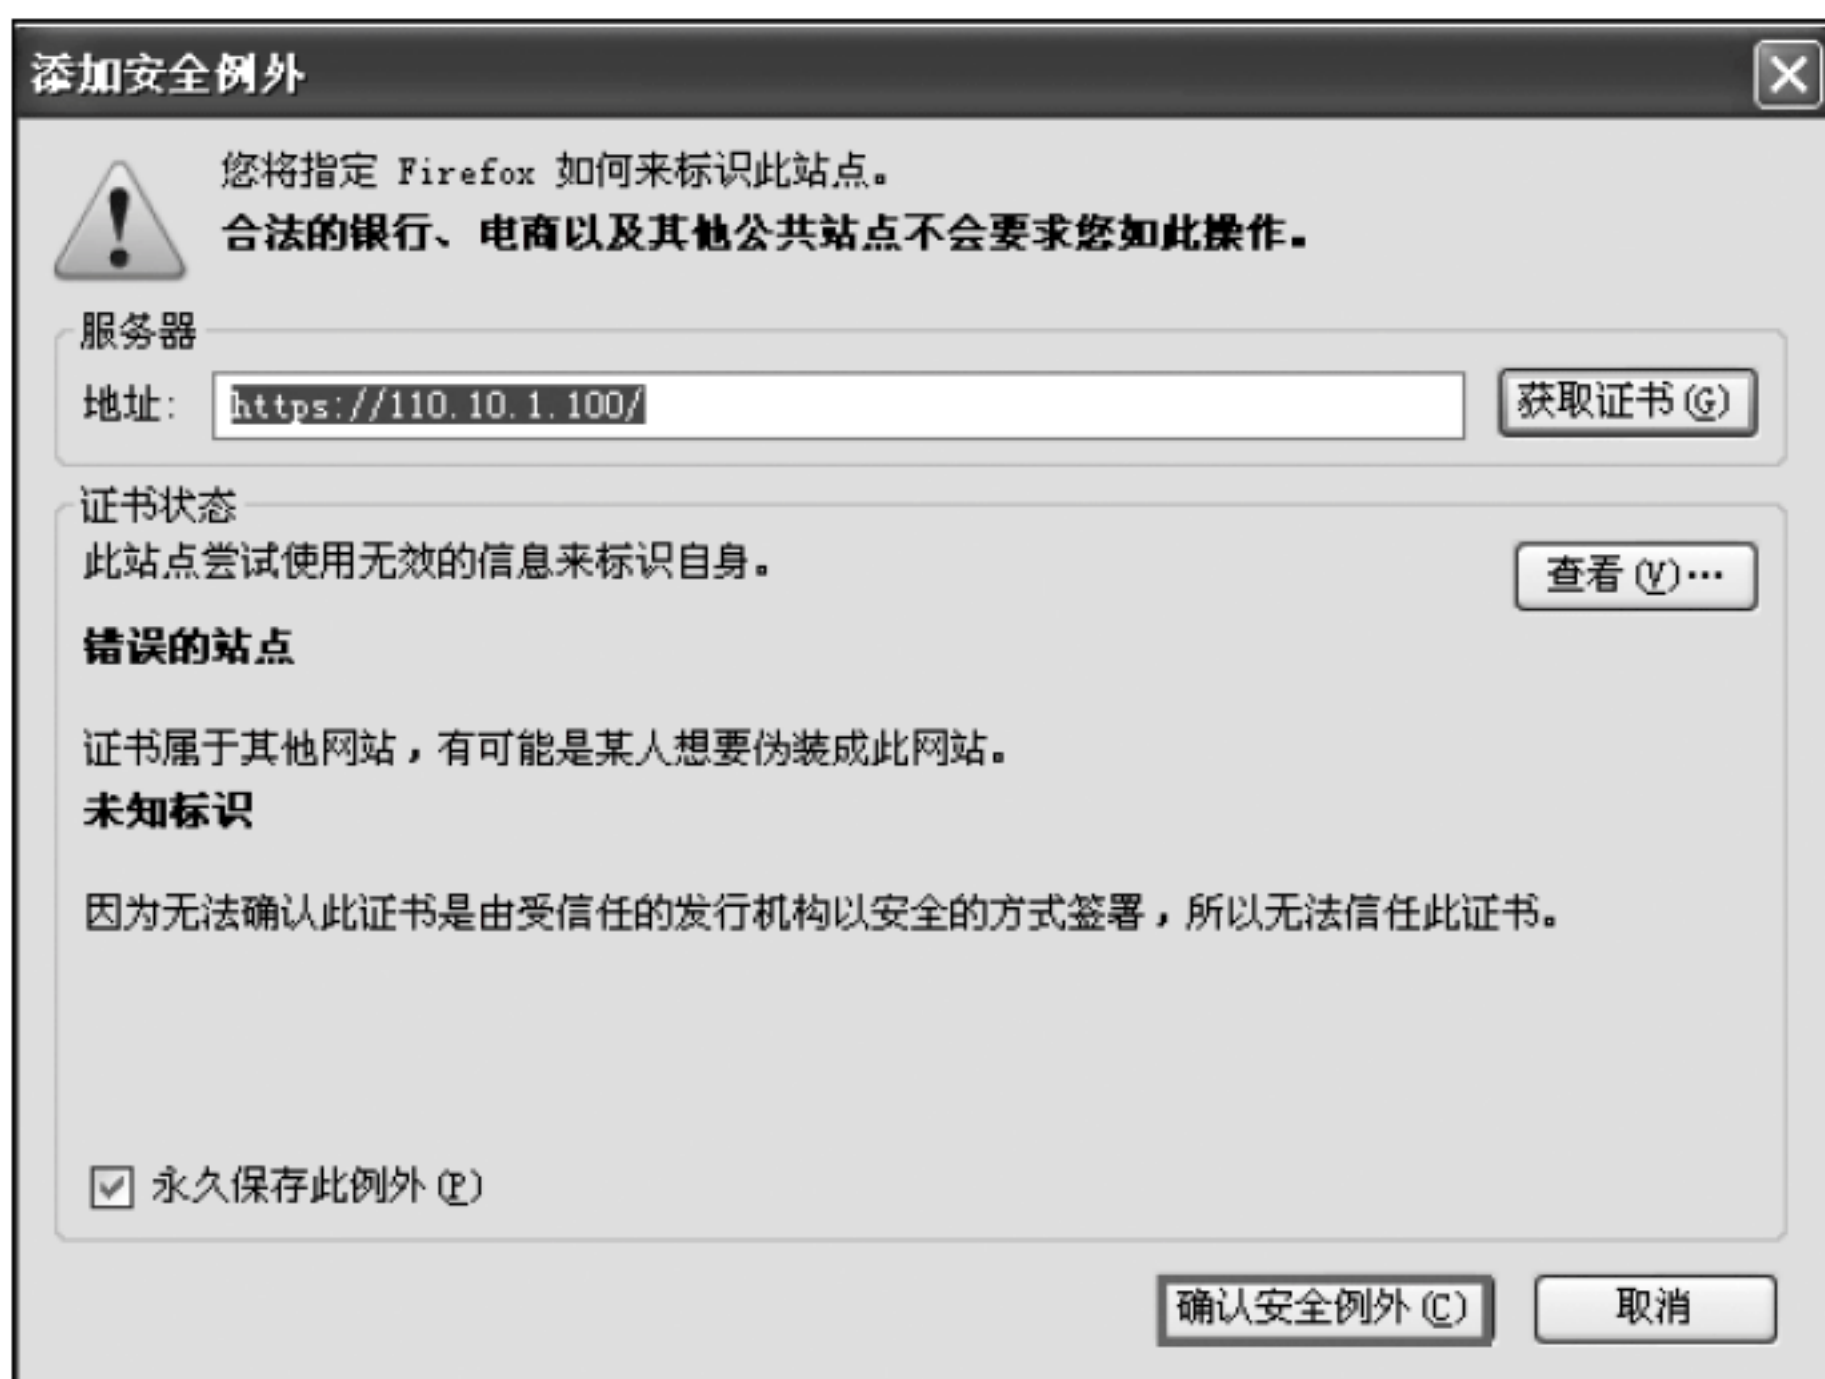 添加安全例外
您将指定 Firefox 如何来标识此站点。
合法的银行、电商以及其他公共站点不会要求您如此操作。
服务器
地址: https://110.10.1.100/ 获取证书(G)
证书状态
此站点尝试使用无效的信息来标识自身。 查看(V)…
错误的站点
证书属于其他网站,有可能是某人想要伪装成此网站。
未知标识
因为无法确认此证书是由受信任的发行机构以安全的方式签署,所以无法信任此证书。
永久保存此例外(P)
确认安全例外(C) 取消